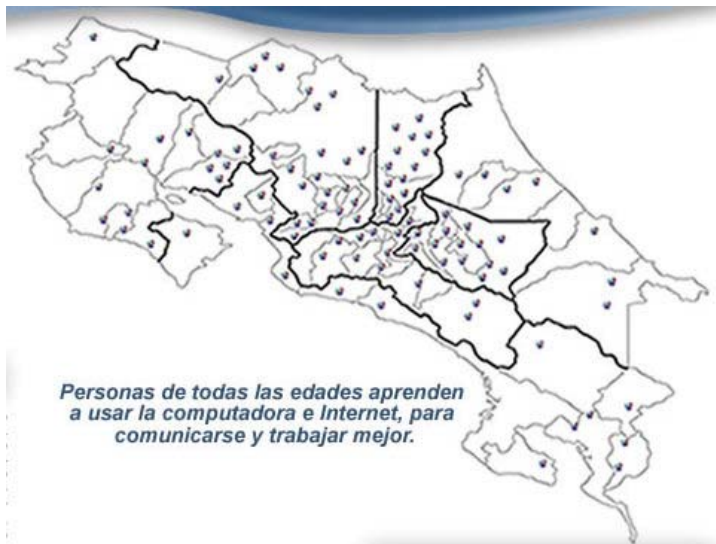 Personas de todas las edades aprenden
a usar la computadora e Internet, para
comunicarse y trabajar mejor.